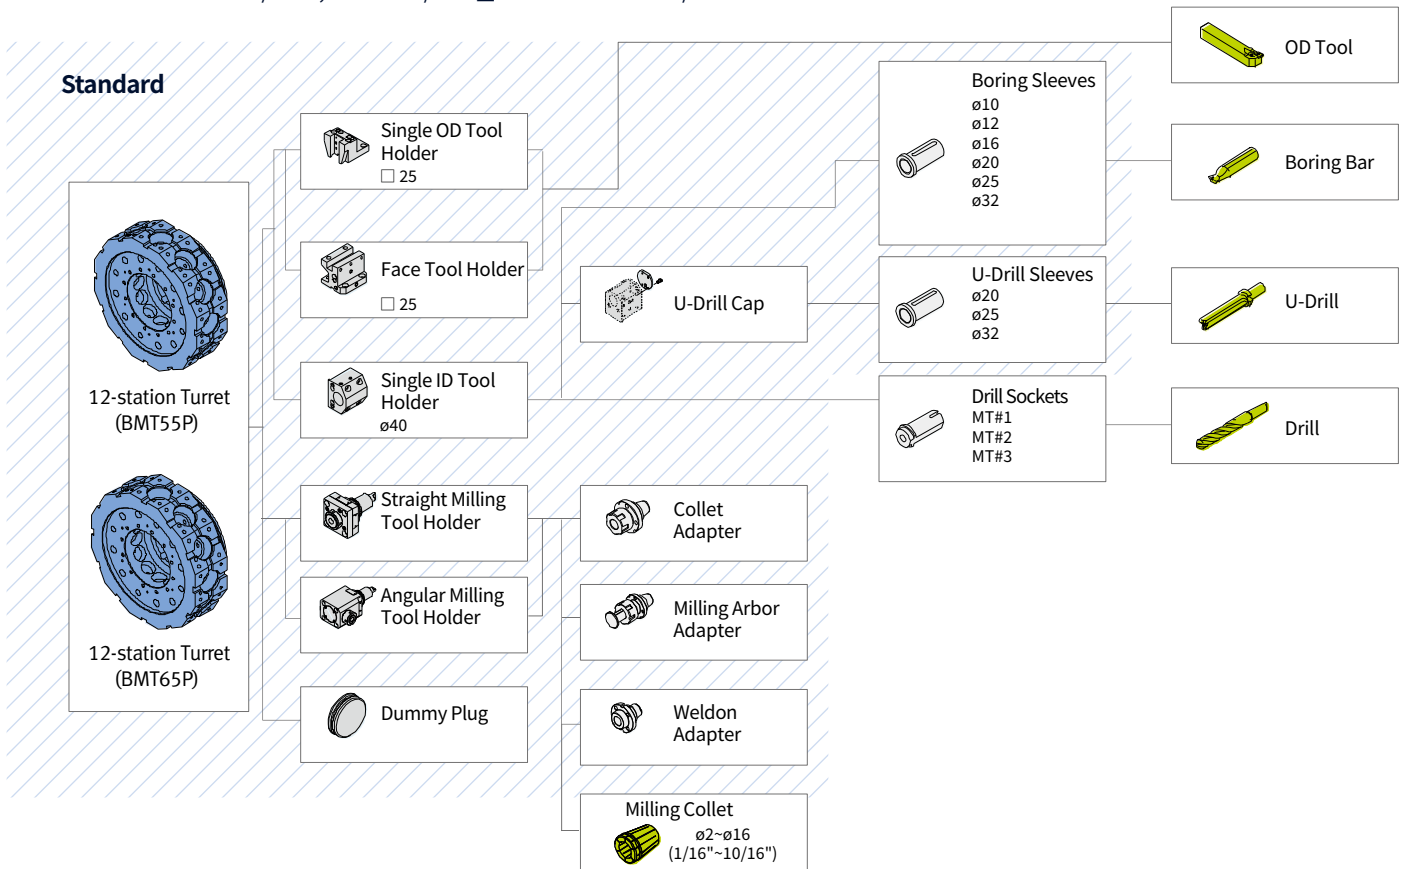 Standard
12-station Turret
(BMT55P)
12-station Turret
(BMT65P)
Single OD Tool
Holder
□ 25
Face Tool Holder
□ 25
Single ID Tool
Holder
ø40
Straight Milling
Tool Holder
Angular Milling
Tool Holder
Dummy Plug
U-Drill Cap
Collet
Adapter
Milling Arbor
Adapter
Weldon
Adapter
Milling Collet
ø2~ø16
(1/16"~10/16")
Boring Sleeves
ø10
ø12
ø16
ø20
ø25
ø32
U-Drill Sleeves
ø20
ø25
ø32
Drill Sockets
MT#1
MT#2
MT#3
OD Tool
Boring Bar
U-Drill
Drill